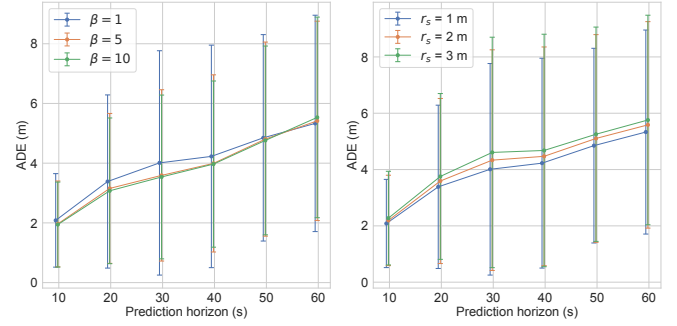 β = 1
β = 5
β = 10
ADE (m)
8
6
4
2
0
10 20 30 40 50 60
Prediction horizon (s)
r_s = 1 m
r_s = 2 m
r_s = 3 m
ADE (m)
8
6
4
2
0
10 20 30 40 50 60
Prediction horizon (s)